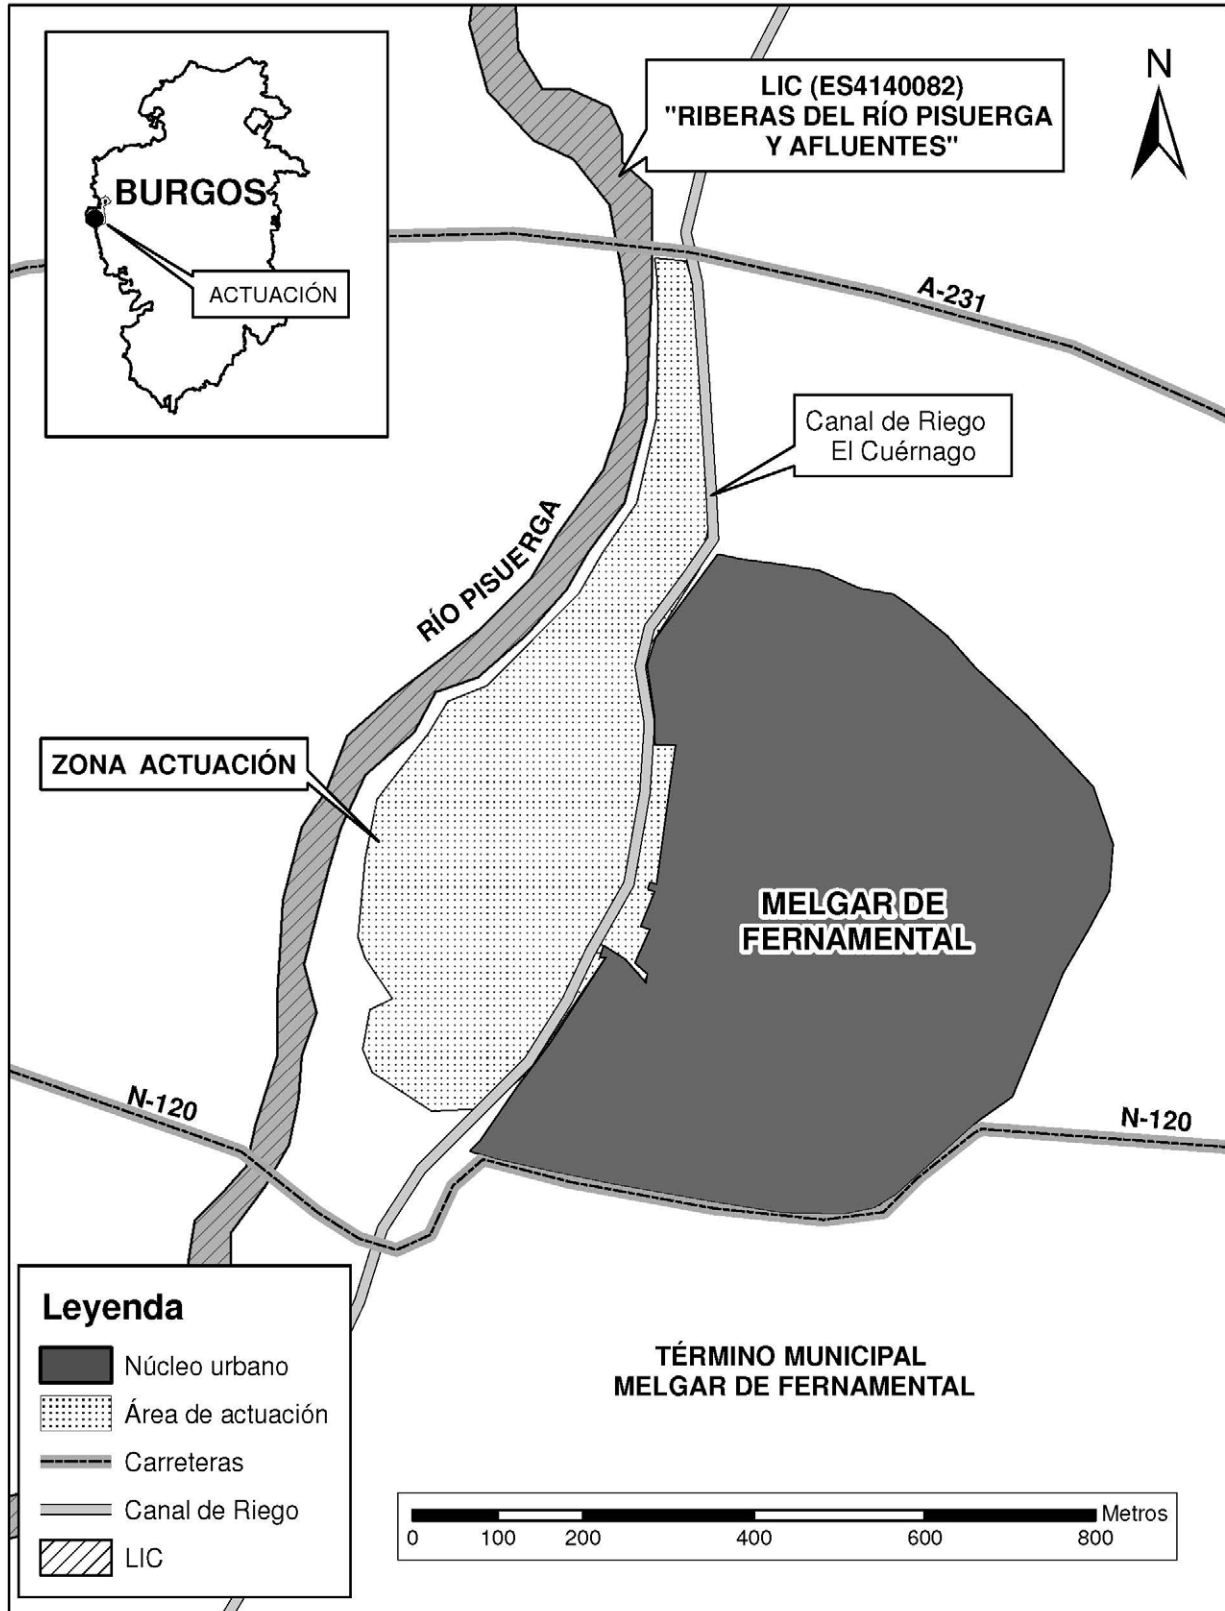 N
LIC (ES4140082)
"RIBERAS DEL RÍO PISUERGA
Y AFLUENTES"
BURGOS
ACTUACIÓN
A-231
Canal de Riego
El Cuérnago
RÍO PISUERGA
ZONA ACTUACIÓN
MELGAR DE
FERNAMENTAL
N-120
N-120
TÉRMINO MUNICIPAL
MELGAR DE FERNAMENTAL
Leyenda
Núcleo urbano
Área de actuación
Carreteras
Canal de Riego
LIC
Metros
0 100 200 400 600 800